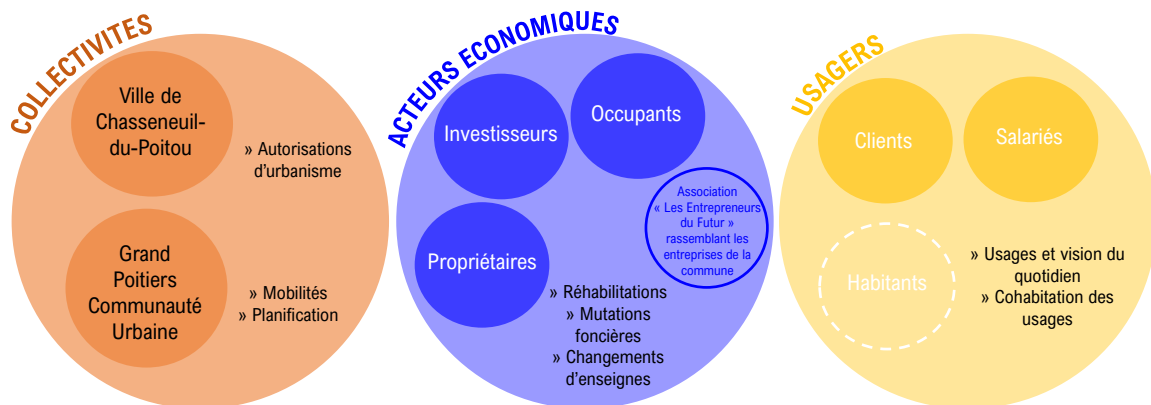 COLLECTIVITES
Ville de
Chasseneuil-
du-Poitou
» Autorisations
d'urbanisme
Grand
Poitiers
Communauté
Urbaine
» Mobilités
» Planification
ACTEURS ECONOMIQUES
Investisseurs
Occupants
Propriétaires
Association
« Les Entrepreneurs
du Futur »
rassemblant les
entreprises de la
commune
» Réhabilitations
» Mutations
foncières
» Changements
d'enseignes
USAGERS
Clients
Salariés
Habitants
» Usages et vision du
quotidien
» Cohabitation des
usages